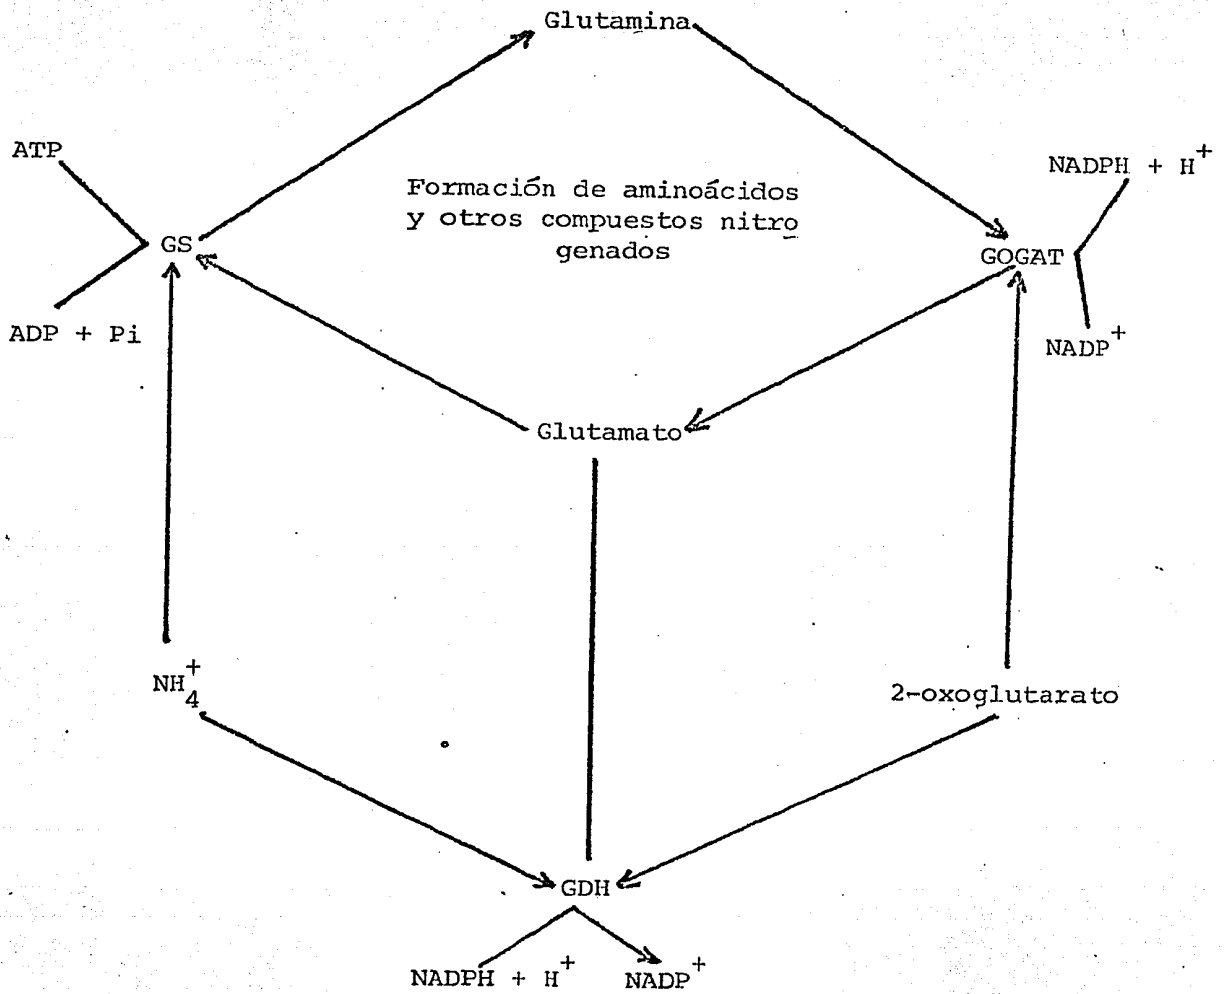 Glutamina
ATP
NADPH + H+
Formación de aminoácidos
y otros compuestos nitro
genados
GS
GOGAT
ADP + Pi
NADP+
Glutamato
NH4+
2-oxoglutarato
GDH
NADPH + H+
NADP+